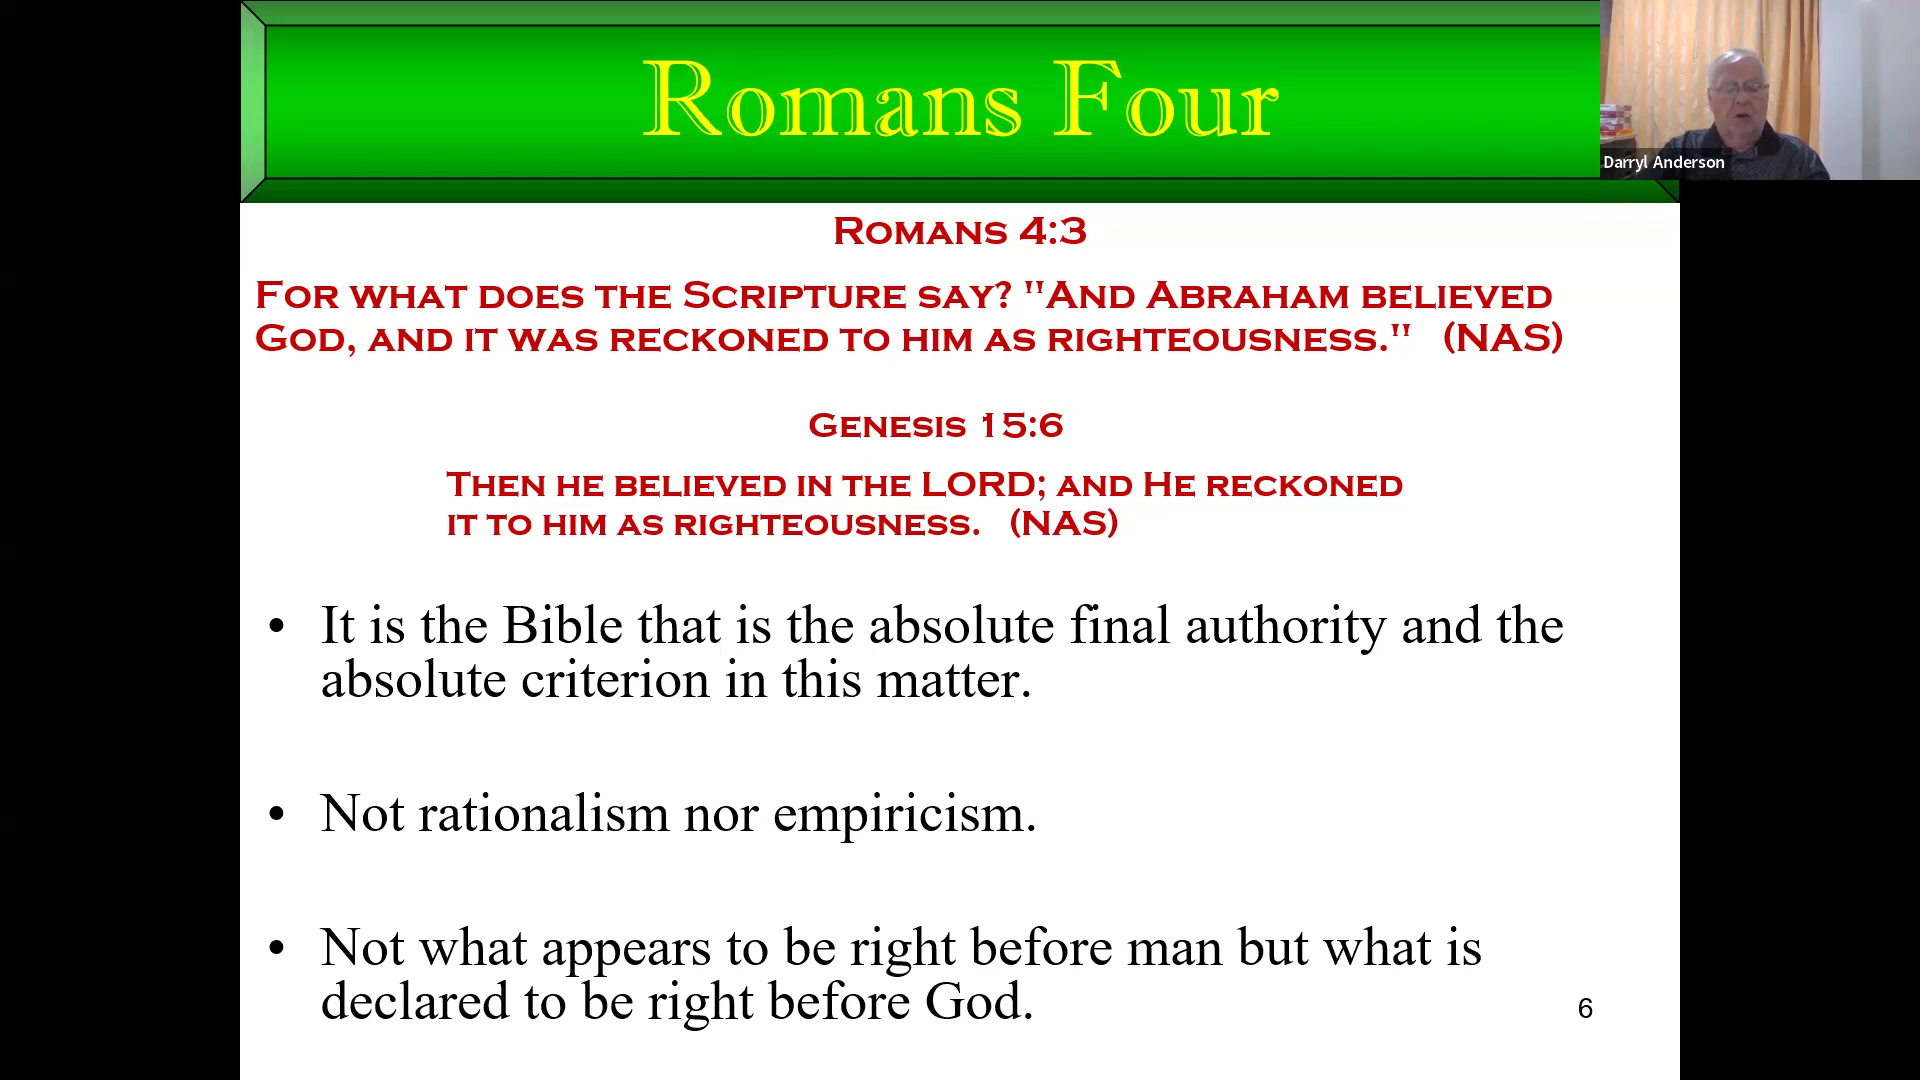 Romans Four
Darryl Anderson
Romans 4:3
For what does the Scripture say? "And Abraham believed
God, and it was reckoned to him as righteousness." (NAS)
Genesis 15:6
Then he believed in the LORD; and He reckoned
it to him as righteousness. (NAS)
• It is the Bible that is the absolute final authority and the
absolute criterion in this matter.
• Not rationalism nor empiricism.
• Not what appears to be right before man but what is
declared to be right before God.
6